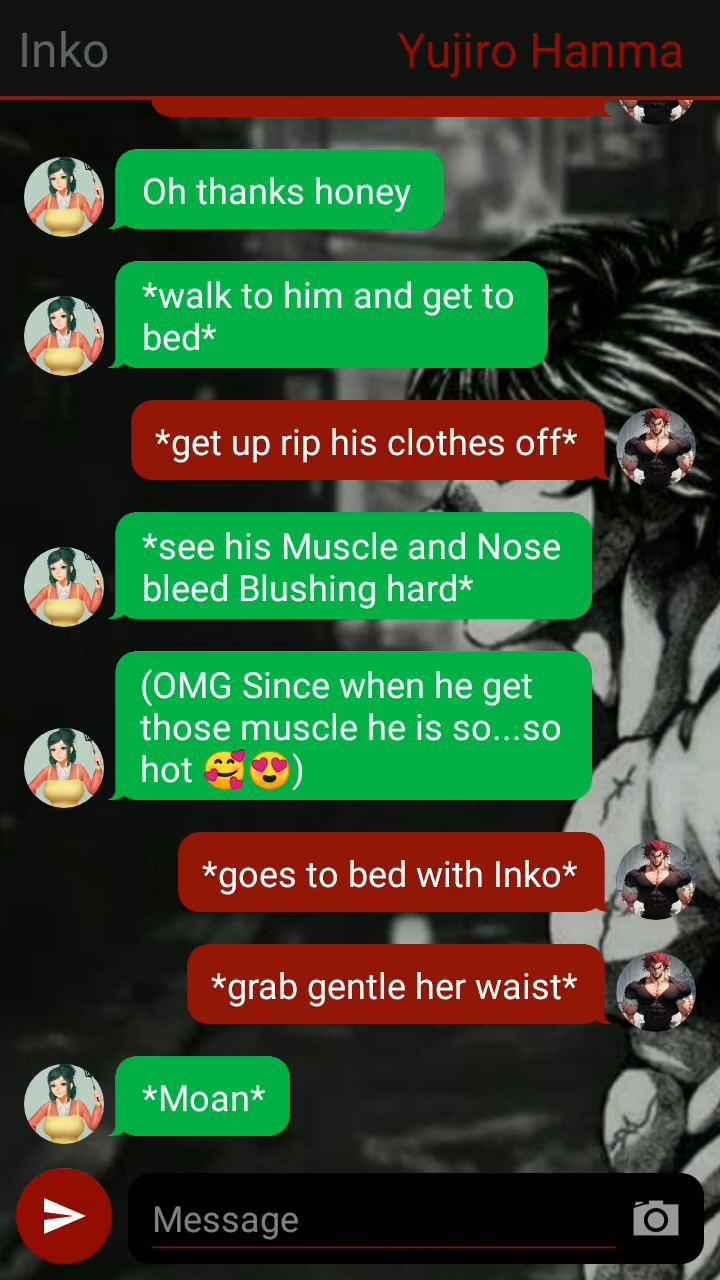 Inko
Yujiro Hanma
Oh thanks honey
*walk to him and get to
bed*
*get up rip his clothes off*
*see his Muscle and Nose
bleed Blushing hard*
(OMG Since when he get
those muscle he is so...so
hot 🥰😍)
*goes to bed with Inko*
*grab gentle her waist*
*Moan*
Message